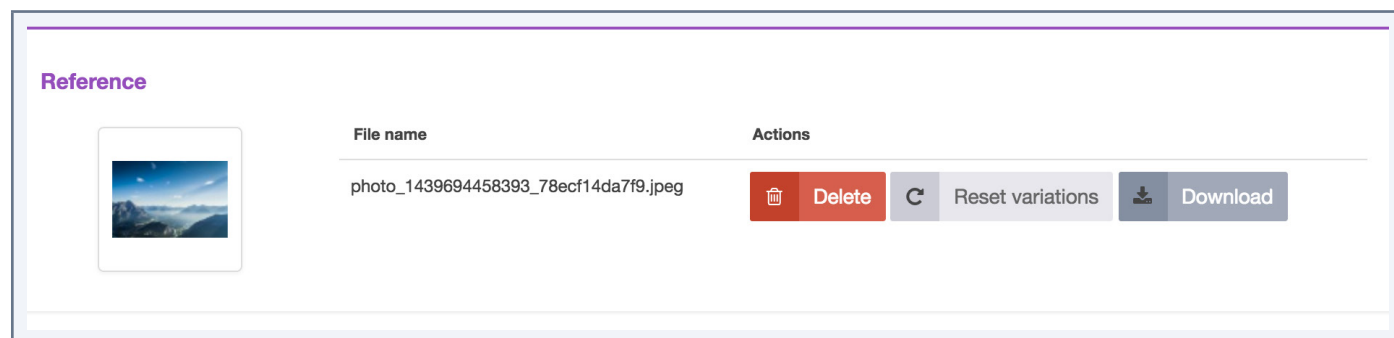 Reference
File name Actions
photo_1439694458393_78ecf14da7f9.jpeg Delete Reset variations Download